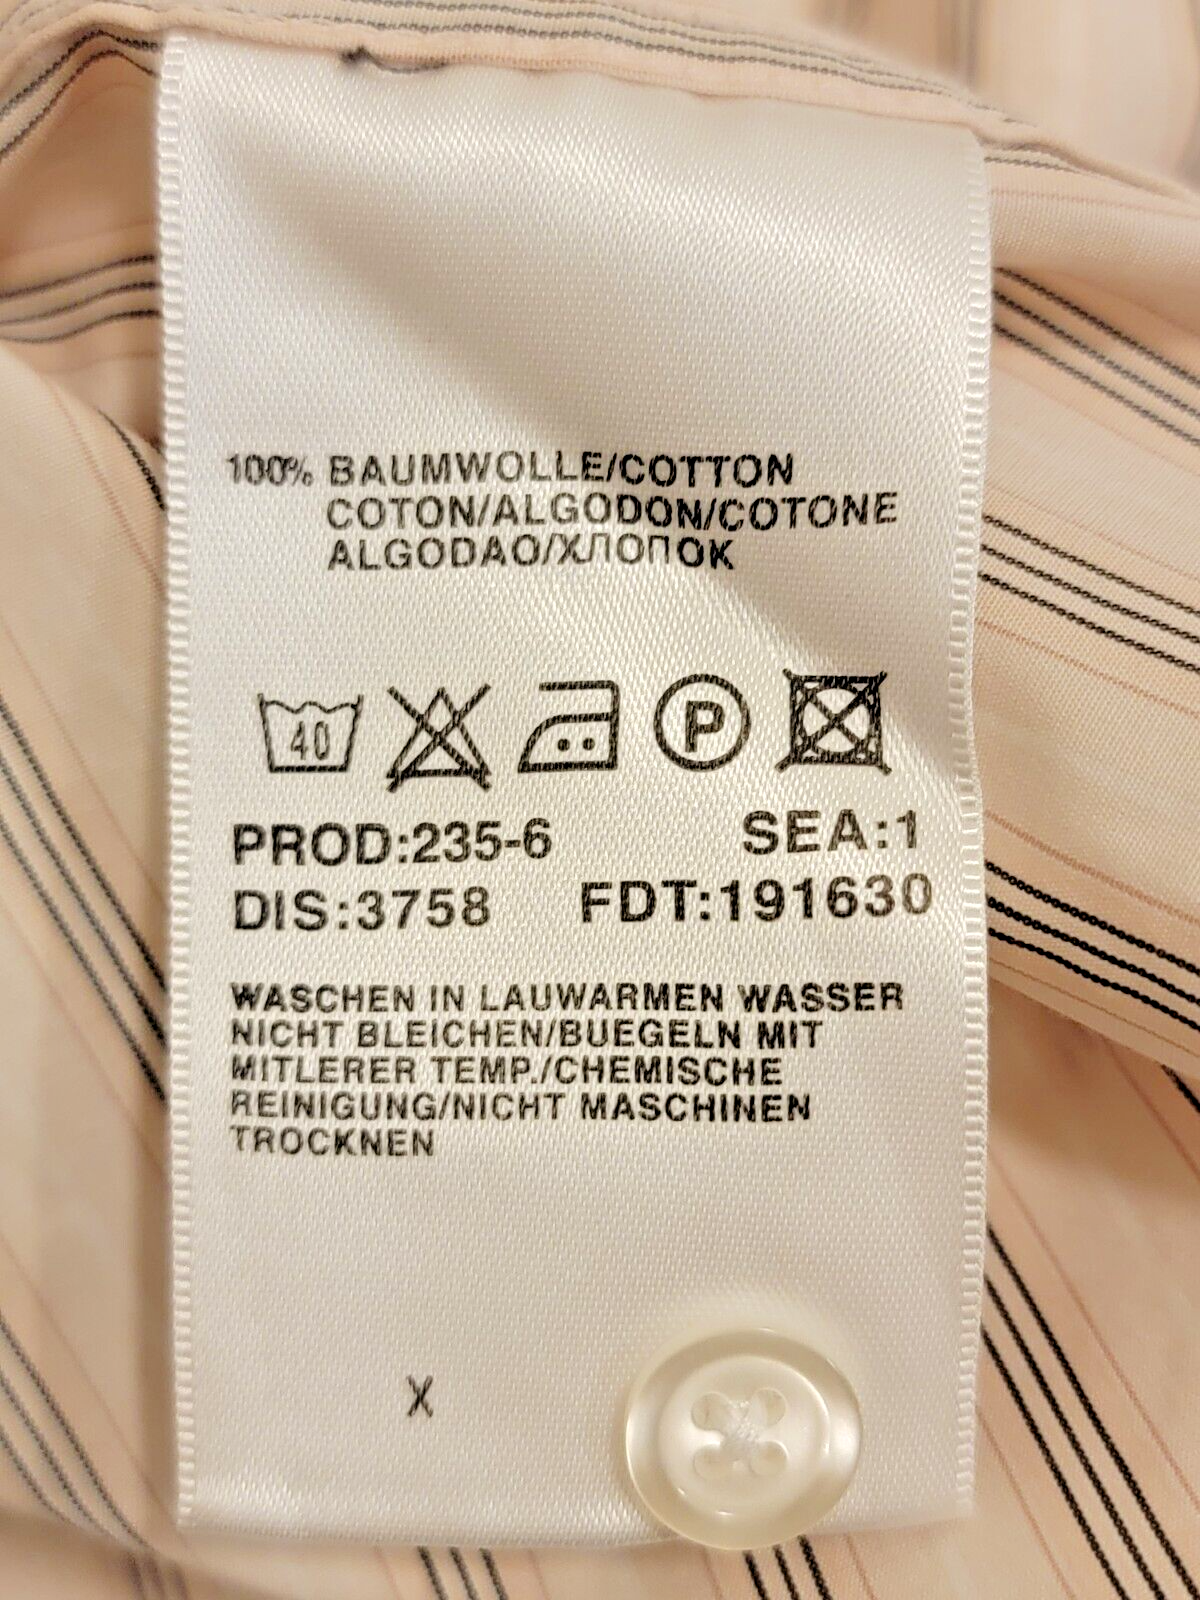 100% BAUMWOLLE/COTTON
COTON/ALGODON/COTONE
ALGODAO/ХЛОПОК
40 P
PROD:235-6 SEA:1
DIS:3758 FDT:191630
WASCHEN IN LAUWARMEN WASSER
NICHT BLEICHEN/BUEGELN MIT
MITLERER TEMP./CHEMISCHE
REINIGUNG/NICHT MASCHINEN
TROCKNEN
X